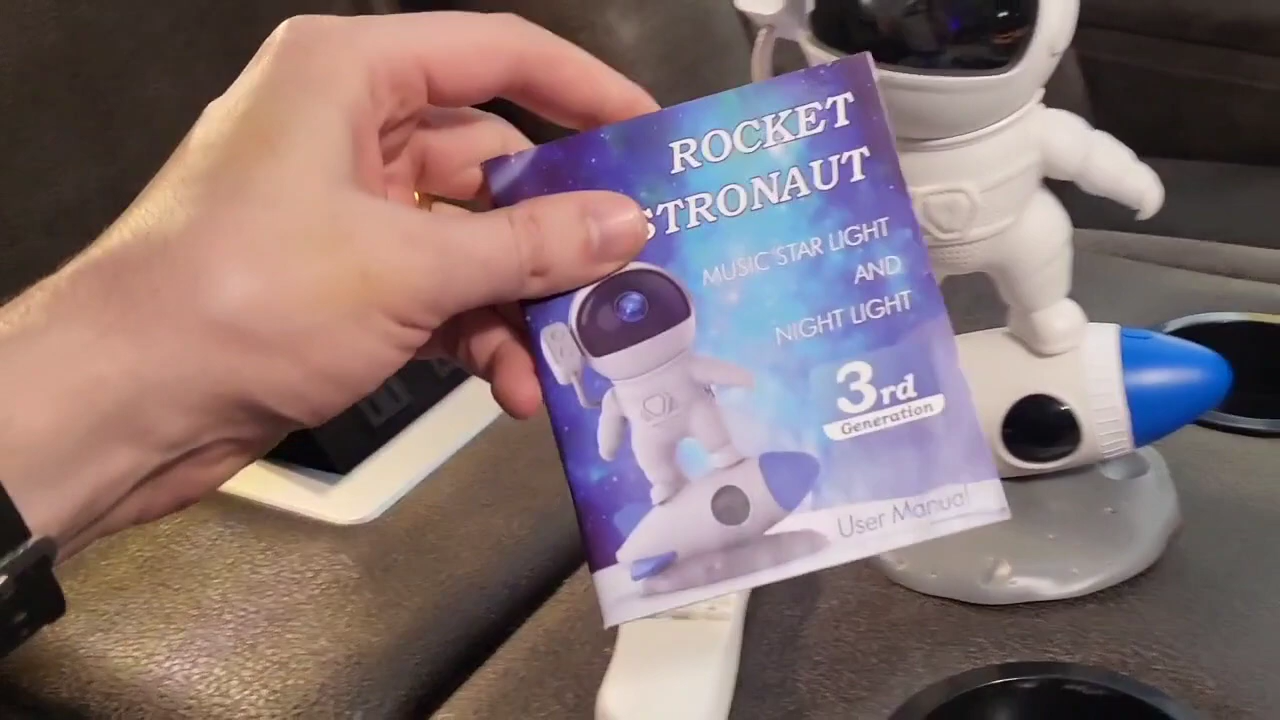 ROCKET
STRONAUT
MUSIC STAR LIGHT
AND
NIGHT LIGHT
3rd
Generation
User Manual